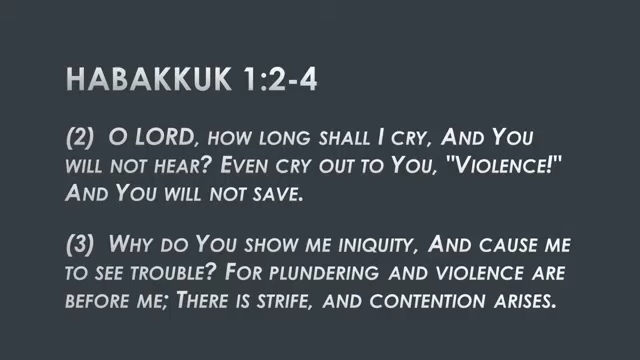 HABAKKUK 1:2-4
(2) O LORD, HOW LONG SHALL I CRY, AND YOU
WILL NOT HEAR? EVEN CRY OUT TO YOU, "VIOLENCE!"
AND YOU WILL NOT SAVE.
(3) WHY DO YOU SHOW ME INIQUITY, AND CAUSE ME
TO SEE TROUBLE? FOR PLUNDERING AND VIOLENCE ARE
BEFORE ME; THERE IS STRIFE, AND CONTENTION ARISES.